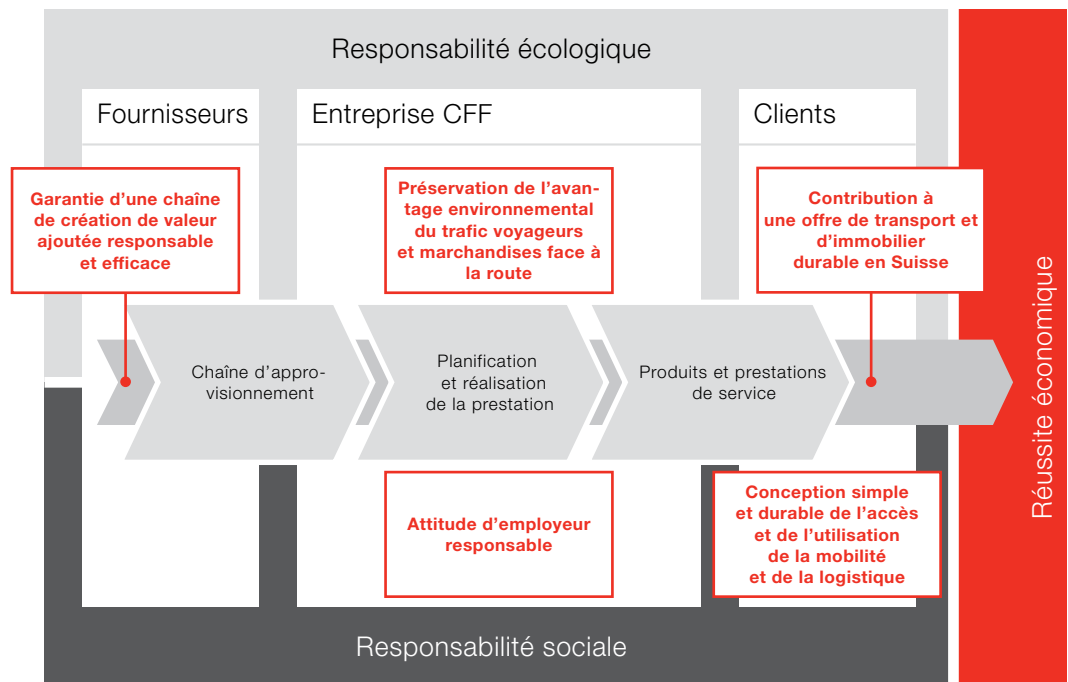 Responsabilité écologique
Fournisseurs
Entreprise CFF
Clients
Garantie d’une chaîne
de création de valeur
ajoutée responsable
et efficace
Préservation de l’avan-
tage environnemental
du trafic voyageurs
et marchandises face à
la route
Contribution à
une offre de transport et
d’immobilier
durable en Suisse
Chaîne d’appro-
visionnement
Planification
et réalisation
de la prestation
Produits et prestations
de service
Attitude d’employeur
responsable
Conception simple
et durable de l’accès
et de l’utilisation
de la mobilité
et de la logistique
Responsabilité sociale
Réussite économique